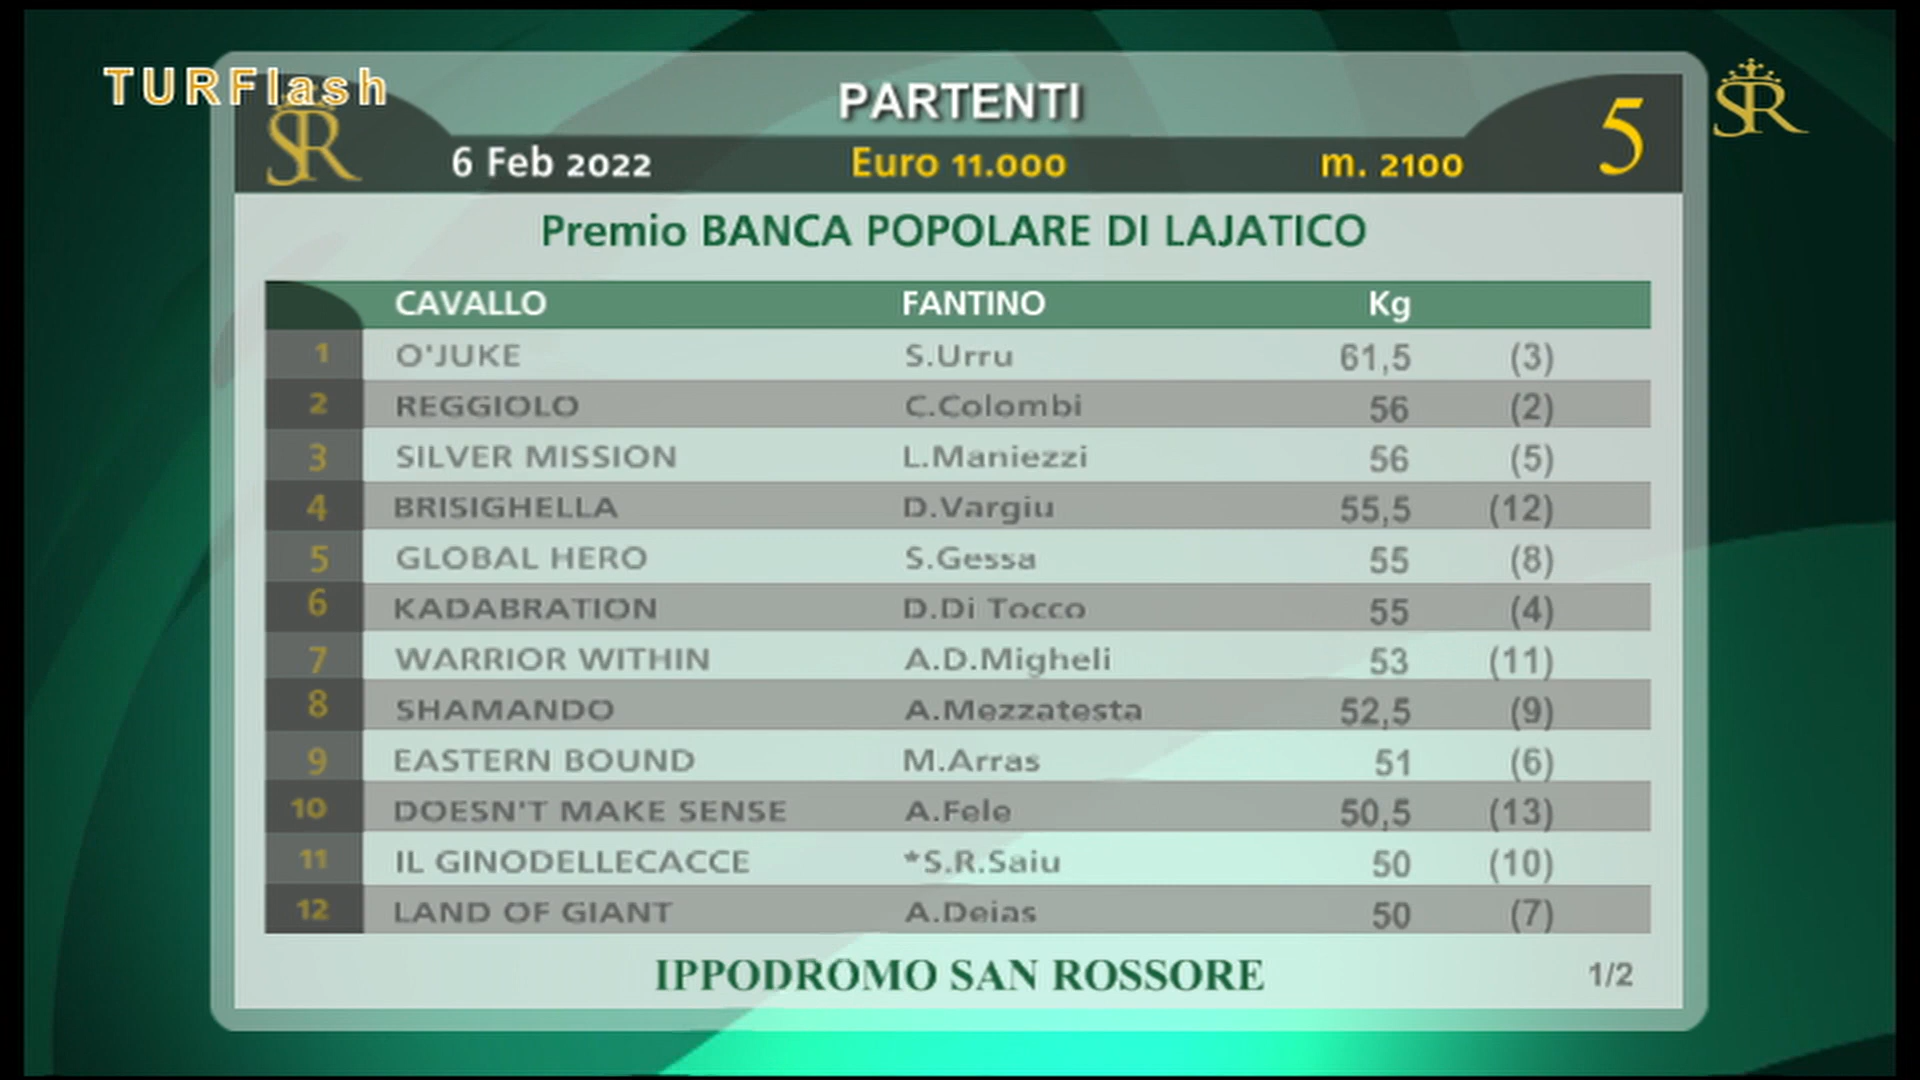 TURFlash
PARTENTI
SR
5
SR
6 Feb 2022 Euro 11.000 m. 2100
Premio BANCA POPOLARE DI LAJATICO
CAVALLO FANTINO Kg
1 O'JUKE S.Urru 61,5 (3)
2 REGGIOLO C.Colombi 56 (2)
3 SILVER MISSION L.Maniezzi 56 (5)
4 BRISIGHELLA D.Vargiu 55,5 (12)
5 GLOBAL HERO S.Gessa 55 (8)
6 KADABRATION D.Di Tocco 55 (4)
7 WARRIOR WITHIN A.D.Migheli 53 (11)
8 SHAMANDO A.Mezzatesta 52,5 (9)
9 EASTERN BOUND M.Arras 51 (6)
10 DOESN'T MAKE SENSE A.Fele 50,5 (13)
11 IL GINODELLECACCE *S.R.Saiu 50 (10)
12 LAND OF GIANT A.Deias 50 (7)
IPPODROMO SAN ROSSORE 1/2